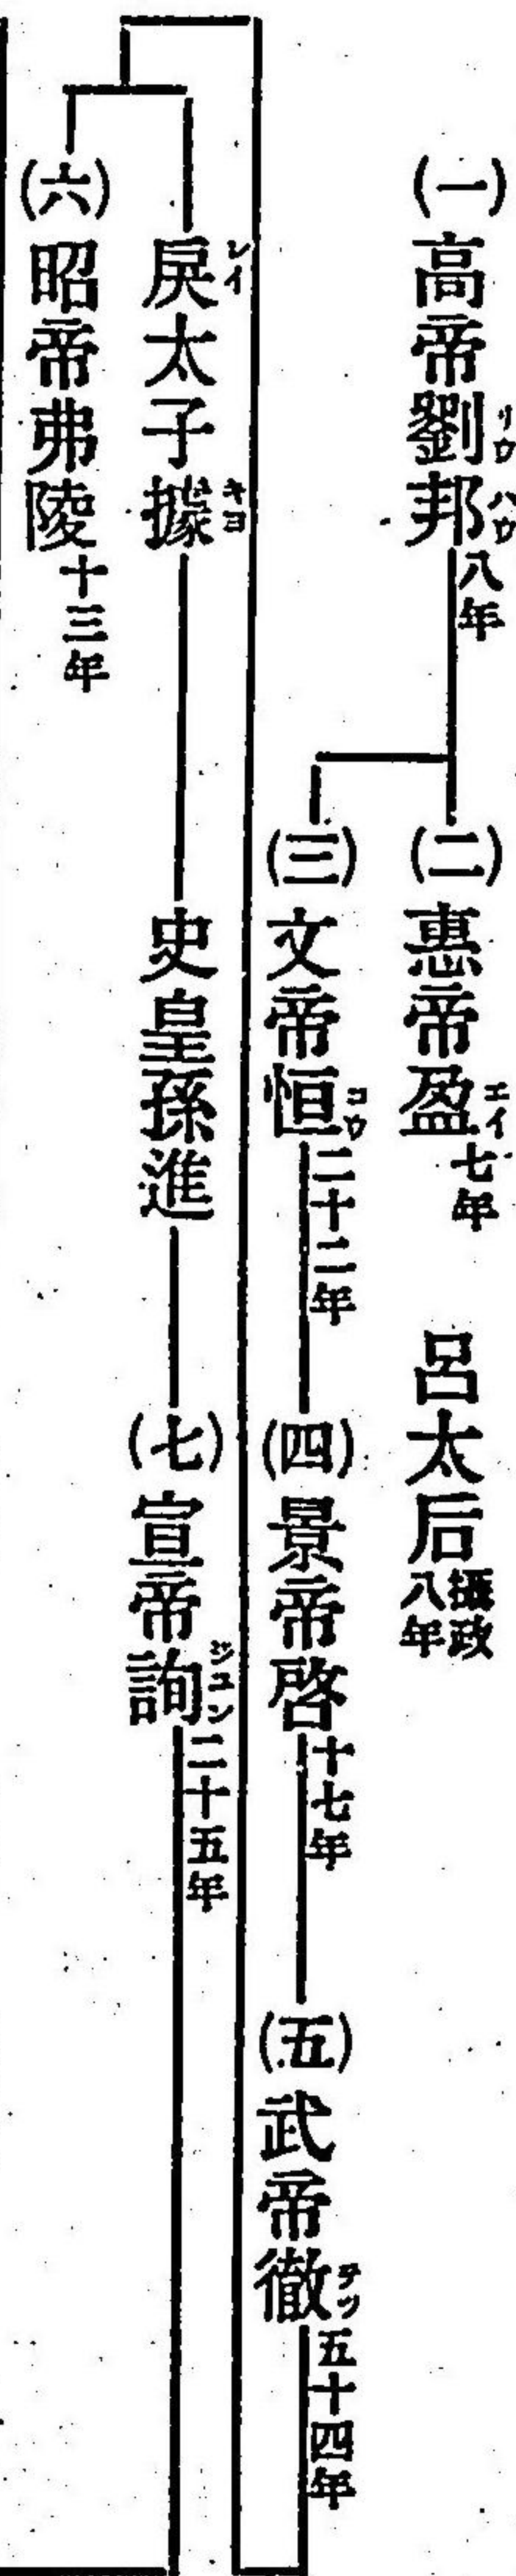 (一)高帝劉邦八年
リウハウ
(二)惠帝盈七年
エイ
呂太后攝政八年
(三)文帝恒二十二年
コウ
(四)景帝啓十七年
(五)武帝徹五十四年
テツ
戾太子據
レイ
キヨ
史皇孫進
(七)宣帝詢二十五年
ジユン
(六)昭帝弗陵十三年